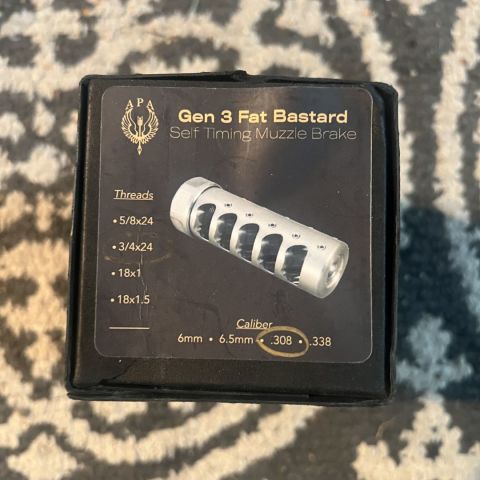 APA
Gen 3 Fat Bastard
Self Timing Muzzle Brake
Threads
• 5/8x24
• 3/4x24
• 18x1
• 18x1.5
Caliber
6mm • 6.5mm • .308 • .338